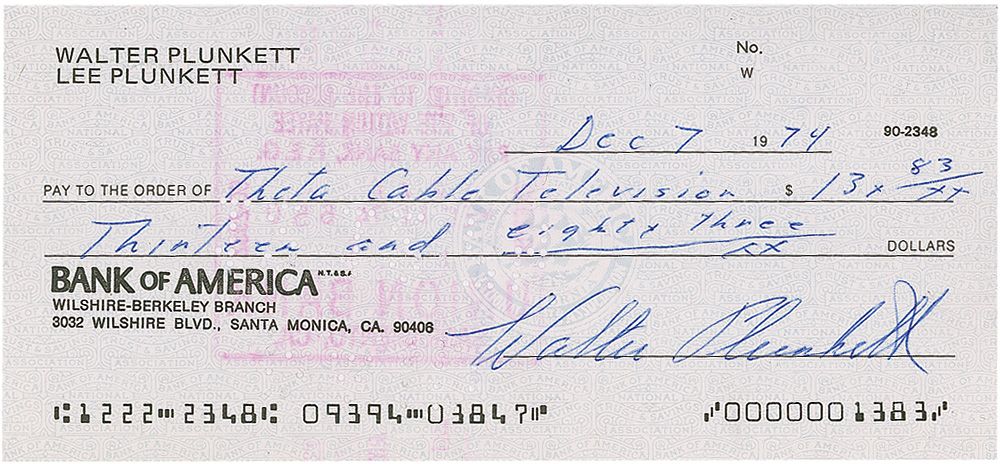 WALTER PLUNKETT
LEE PLUNKETT
No.
W
Dec 7 19 74
90-2348
PAY TO THE ORDER OF Theta Cable Television $ 13 x 83/xx
Thirteen and eighty three/xx DOLLARS
BANK OF AMERICA N.T.&S.A.
WILSHIRE-BERKELEY BRANCH
3032 WILSHIRE BLVD., SANTA MONICA, CA. 90406
Walter Plunkett
⑆1222⑉2348⑆ 09394⑉03847⑈ ⑇0000001383⑇